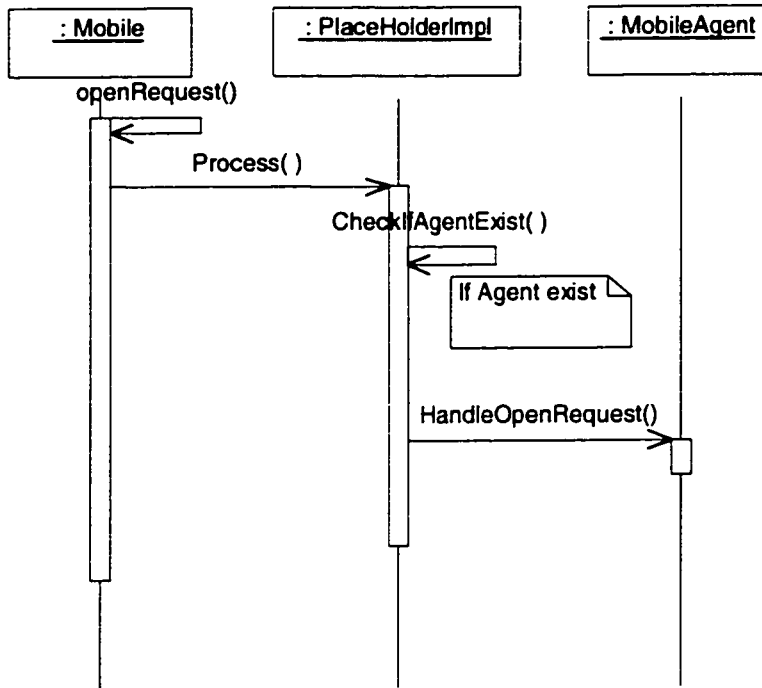 : Mobile
: PlaceHolderImpl
: MobileAgent
openRequest()
Process( )
CheckIfAgentExist( )
If Agent exist
HandleOpenRequest()